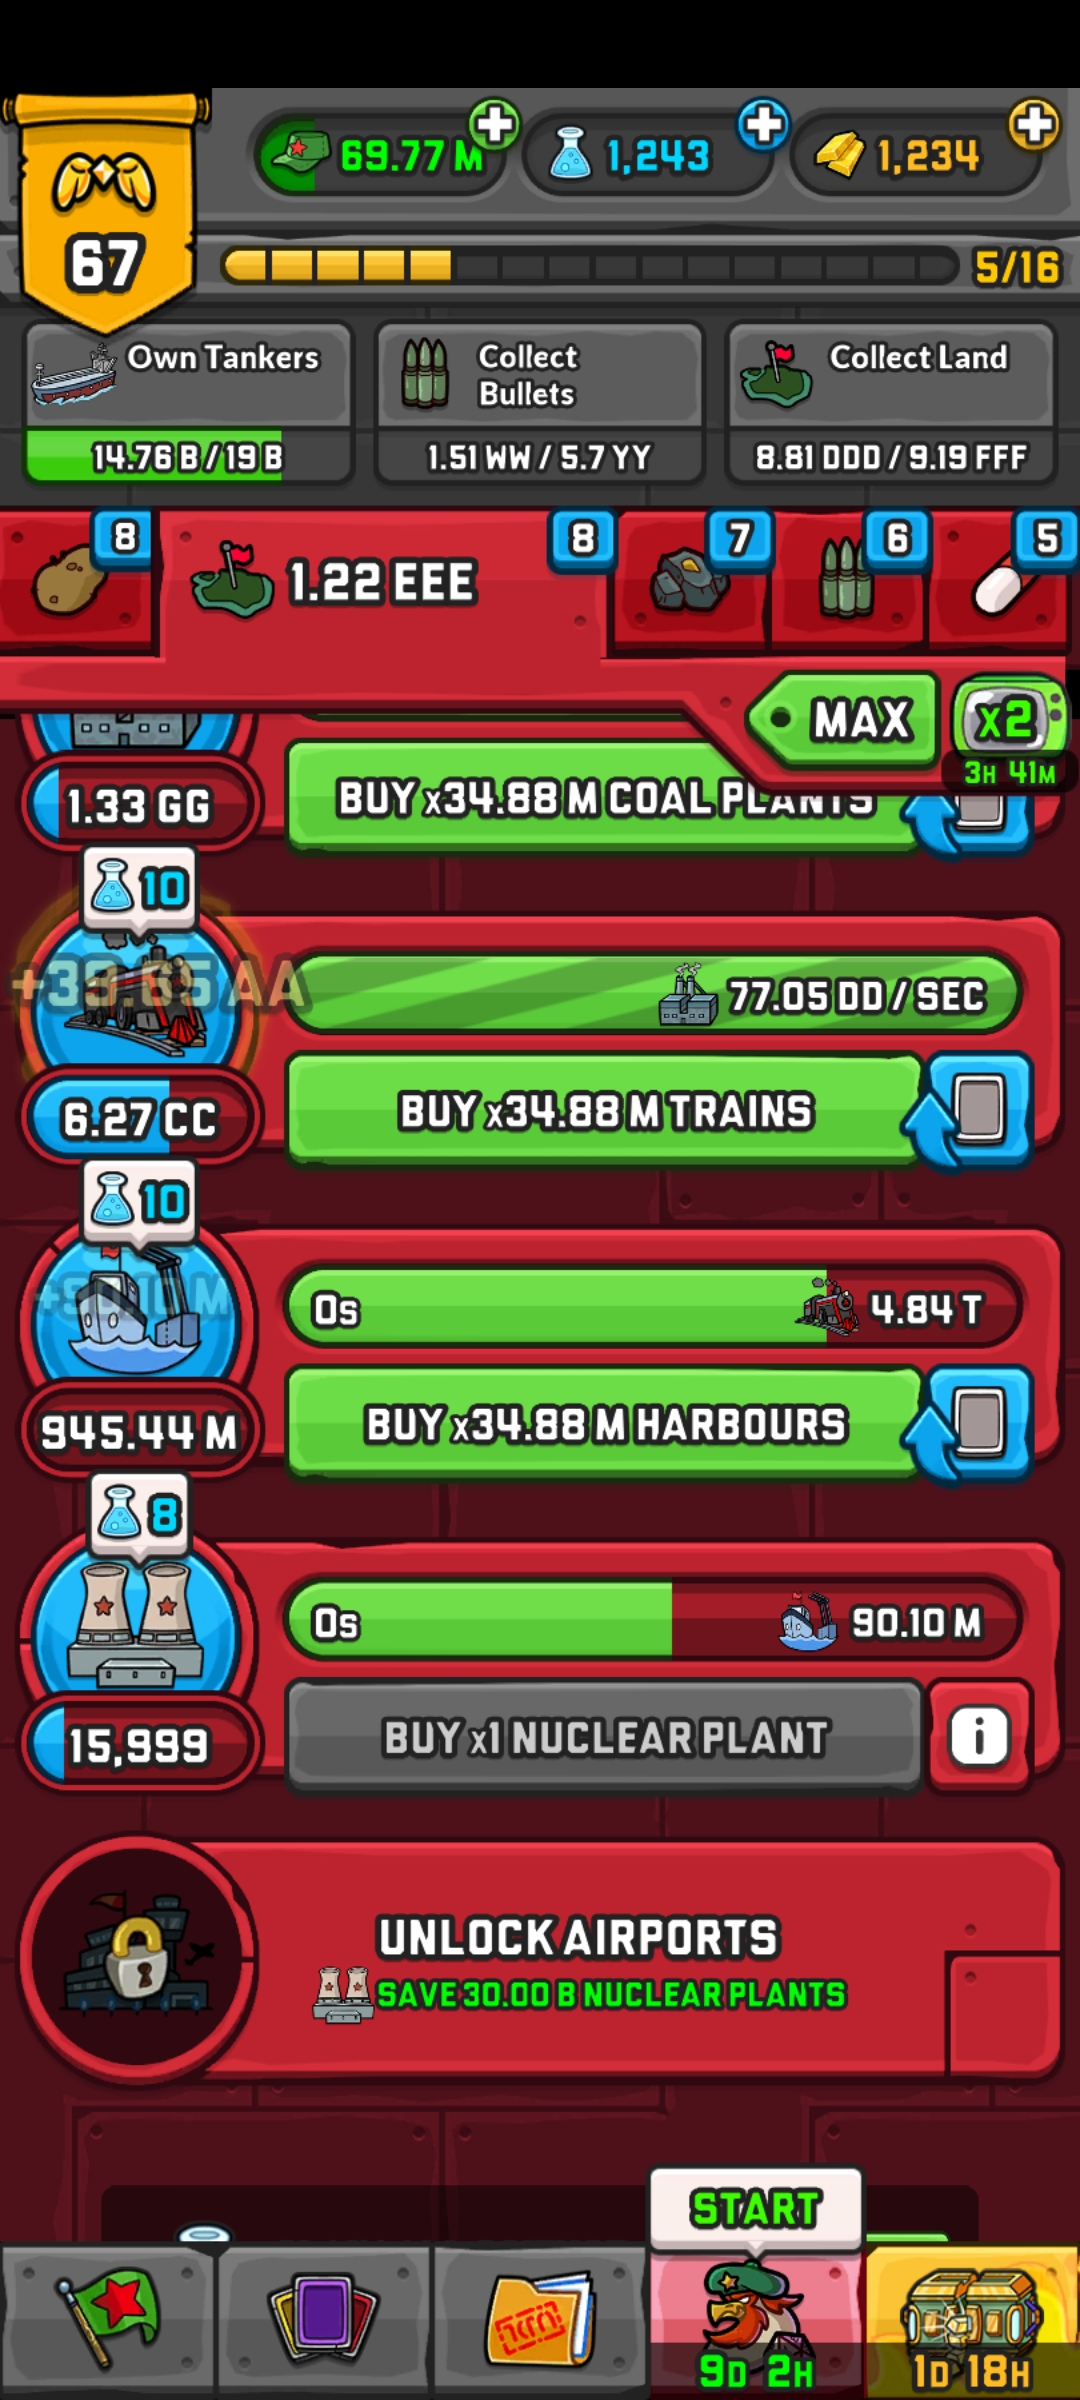 69.77 M
1,243
1,234
67
5/16
Own Tankers
14.76 B / 19 B
Collect
Bullets
1.51 WW / 5.7 YY
Collect Land
8.81 DDD / 9.19 FFF
8
1.22 EEE
8
7
6
5
MAX
x2
3H 41M
1.33 GG
BUY x34.88 M COAL PLANTS
10
+33.65 AA
77.05 DD / SEC
6.27 CC
BUY x34.88 M TRAINS
10
+90.10 M
0s
4.84 T
945.44 M
BUY x34.88 M HARBOURS
8
0s
90.10 M
15,999
BUY x1 NUCLEAR PLANT
i
UNLOCK AIRPORTS
SAVE 30.00 B NUCLEAR PLANTS
START
9D 2H
1D 18H